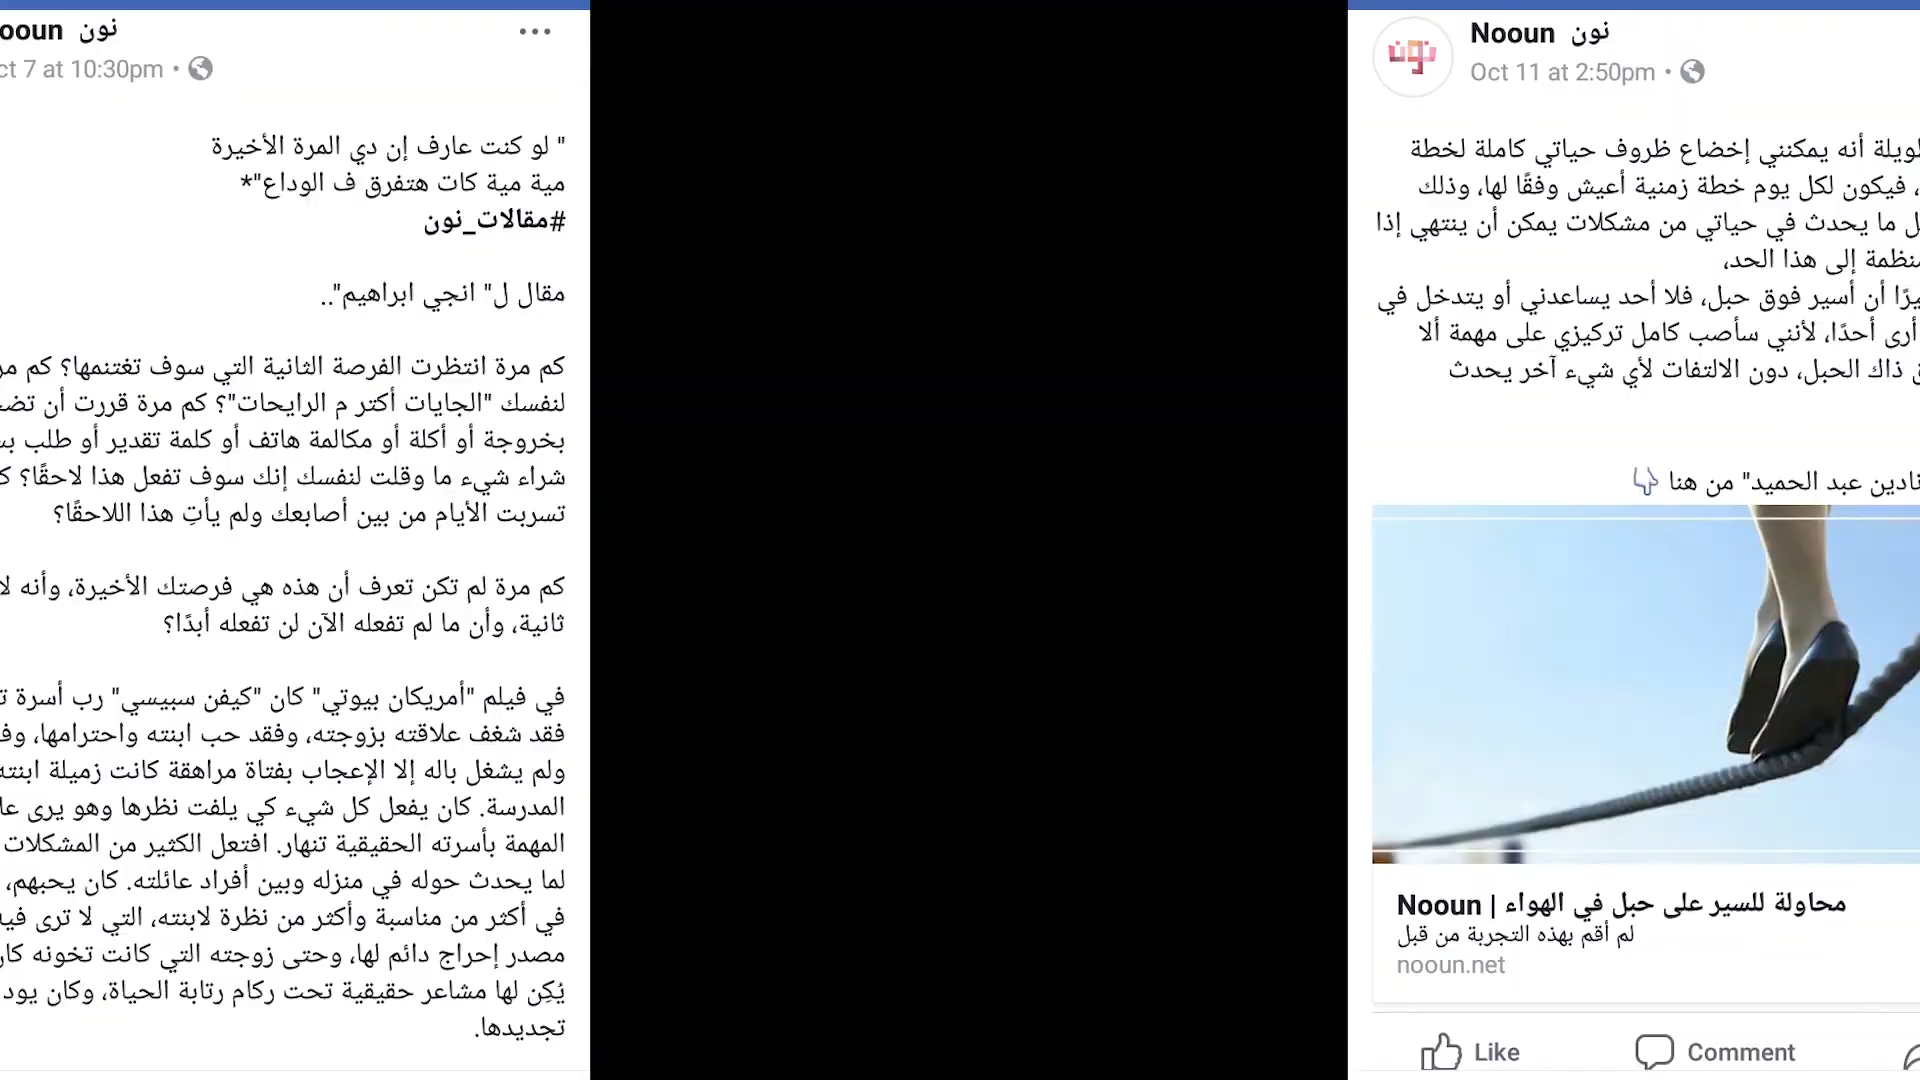 ooun نون
ct 7 at 10:30pm
" لو كنت عارف إن دي المرة الأخيرة
مية مية كات هتفرق ف الوداع"*
#مقالات_نون
مقال ل" انجي ابراهيم"..
كم مرة انتظرت الفرصة الثانية التي سوف تغتنمها؟ كم
لنفسك "الجايات أكتر م الرايحات"؟ كم مرة قررت أن
بخروجة أو أكلة أو مكالمة هاتف أو كلمة تقدير أو طلب
شراء شيء ما وقلت لنفسك إنك سوف تفعل هذا لاحقًا؟
تسربت الأيام من بين أصابعك ولم يأتِ هذا اللاحقًا؟
كم مرة لم تكن تعرف أن هذه هي فرصتك الأخيرة، وأنه لا
ثانية، وأن ما لم تفعله الآن لن تفعله أبدًا؟
في فيلم "أمريكان بيوتي" كان "كيفن سبيسي" رب أسرة
فقد شغف علاقته بزوجته، وفقد حب ابنته واحترامها،
ولم يشغل باله إلا الإعجاب بفتاة مراهقة كانت زميلة ابنته
المدرسة. كان يفعل كل شيء كي يلفت نظرها وهو يرى
المهمة بأسرته الحقيقية تنهار. افتعل الكثير من المشكلات
لما يحدث حوله في منزله وبين أفراد عائلته. كان يحبهم،
في أكثر من مناسبة وأكثر من نظرة لابنته، التي لا ترى
مصدر إحراج دائم لها، وحتى زوجته التي كانت تخونه
يُكِن لها مشاعر حقيقية تحت ركام رتابة الحياة، وكان يود
تجديدها.
Nooun نون
Oct 11 at 2:50pm
أنه يمكنني إخضاع ظروف حياتي كاملة لخطة
، فيكون لكل يوم خطة زمنية أعيش وفقًا لها، وذلك
ما يحدث في حياتي من مشكلات يمكن أن ينتهي إذا
إلى هذا الحد،
أن أسير فوق حبل، فلا أحد يساعدني أو يتدخل في
أرى أحدًا، لأنني سأصب كامل تركيزي على مهمة ألا
ذاك الحبل، دون الالتفات لأي شيء آخر يحدث
نادين عبد الحميد" من هنا
Nooun | محاولة للسير على حبل في الهواء
لم أقم بهذه التجربة من قبل
nooun.net
Like
Comment